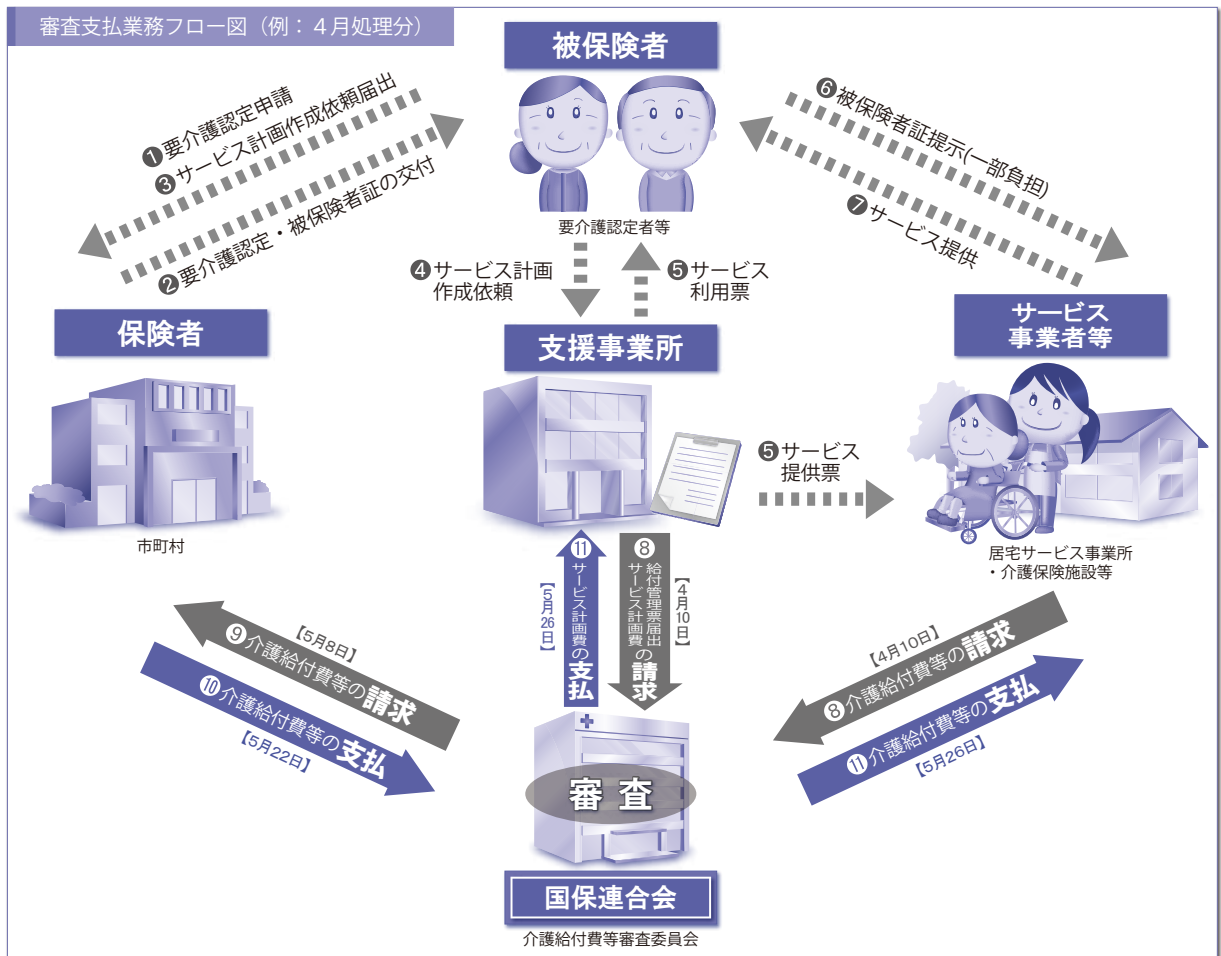 審査支払業務フロー図（例：４月処理分）
被保険者
要介護認定者等
❶要介護認定申請
❸サービス計画作成依頼届出
❷要介護認定・被保険者証の交付
❻被保険者証提示(一部負担)
❼サービス提供
❹サービス計画
作成依頼
❺サービス
利用票
保険者
市町村
支援事業所
サービス
事業者等
❺サービス
提供票
居宅サービス事業所
・介護保険施設等
⓫サービス計画費の支払
【5月26日】
❽給付管理票届出
サービス計画費の請求
【4月10日】
【5月8日】
❾介護給付費等の請求
❿介護給付費等の支払
【5月22日】
【4月10日】
❽介護給付費等の請求
⓫介護給付費等の支払
【5月26日】
審査
国保連合会
介護給付費等審査委員会